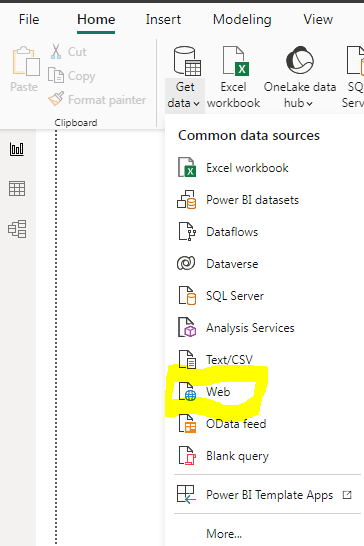 File Home Insert Modeling View
Cut
Copy
Paste
Format painter
Clipboard
Get data
Excel workbook
OneLake data hub
SQ
Serv
Common data sources
Excel workbook
Power BI datasets
Dataflows
Dataverse
SQL Server
Analysis Services
Text/CSV
Web
OData feed
Blank query
Power BI Template Apps
More...